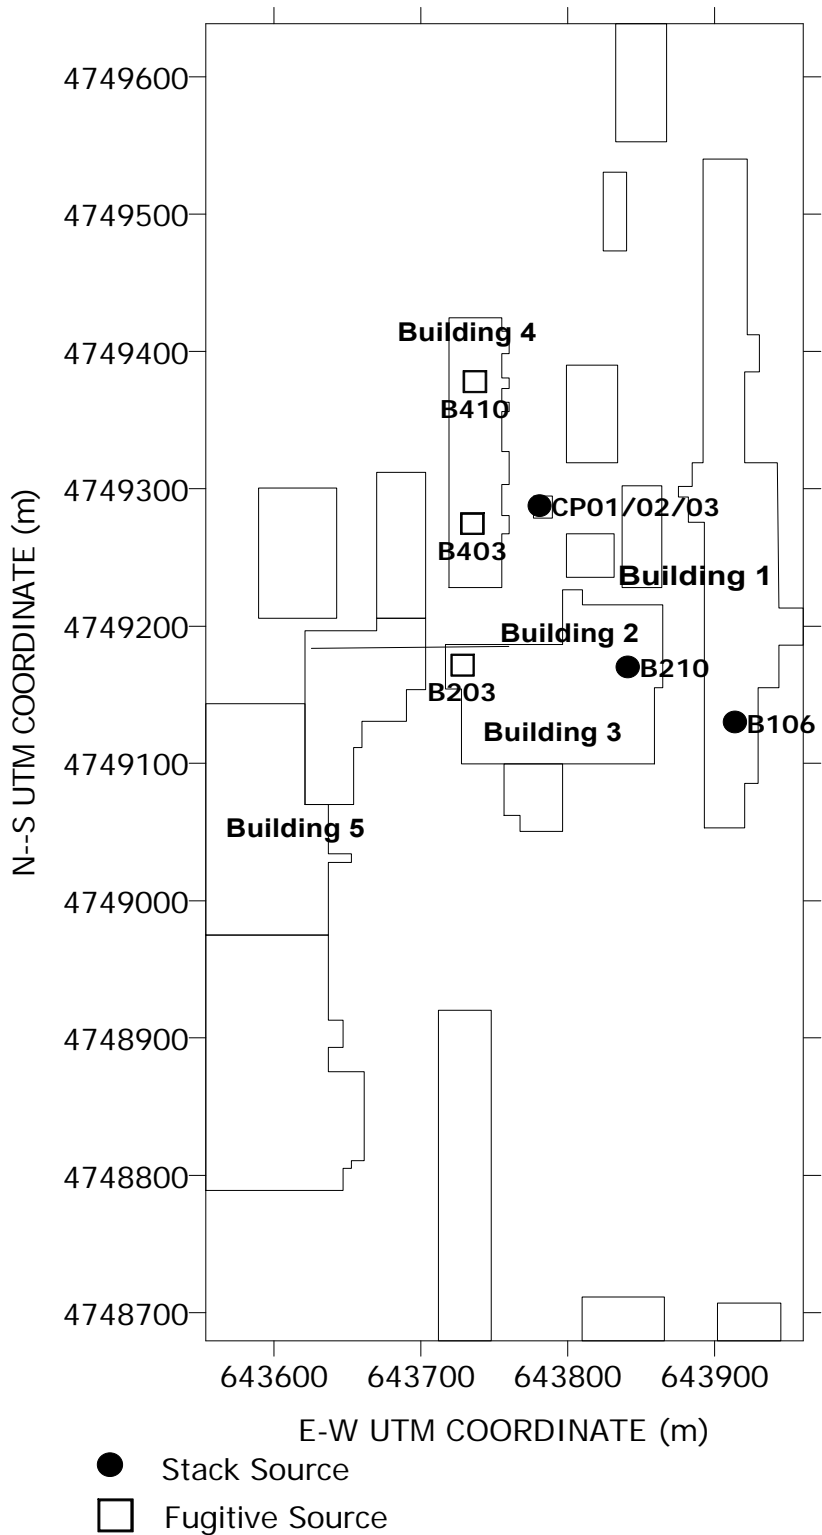 4749600
4749500
4749400
4749300
4749200
4749100
4749000
4748900
4748800
4748700
N--S UTM COORDINATE (m)
Building 4
B410
CP01/02/03
B403
Building 1
Building 2
B210
B203
B106
Building 3
Building 5
643600 643700 643800 643900
E-W UTM COORDINATE (m)
Stack Source
Fugitive Source